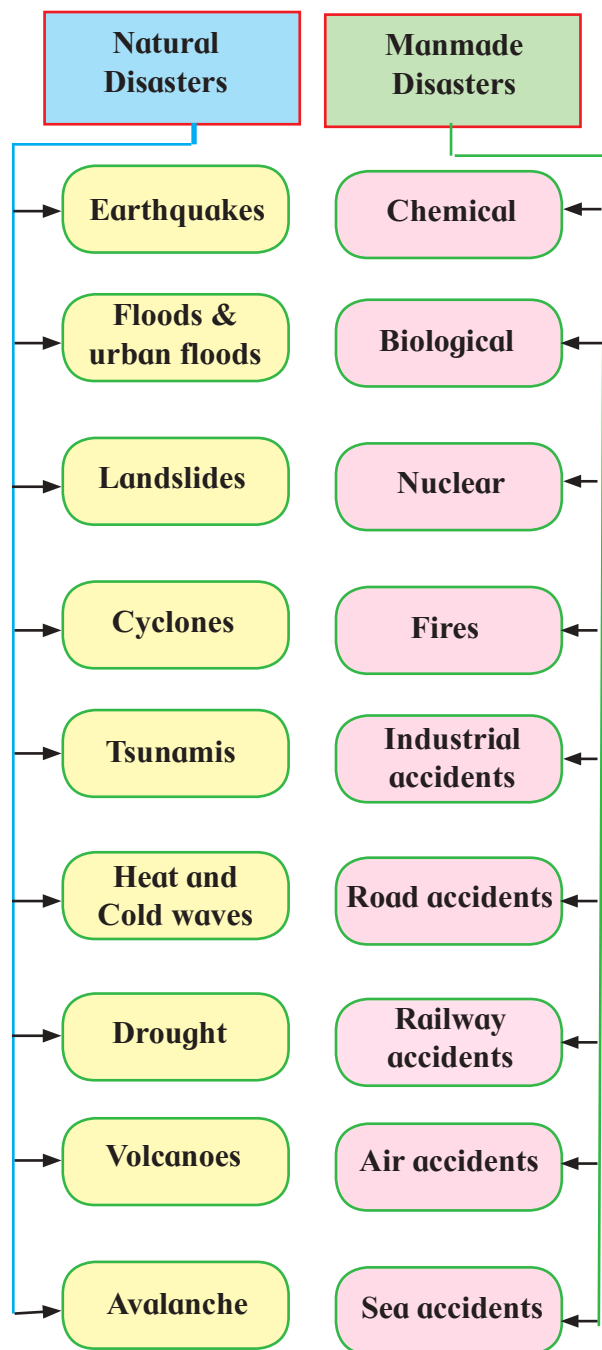 Natural
Disasters
Earthquakes
Floods &
urban floods
Landslides
Cyclones
Tsunamis
Heat and
Cold waves
Drought
Volcanoes
Avalanche
Manmade
Disasters
Chemical
Biological
Nuclear
Fires
Industrial
accidents
Road accidents
Railway
accidents
Air accidents
Sea accidents